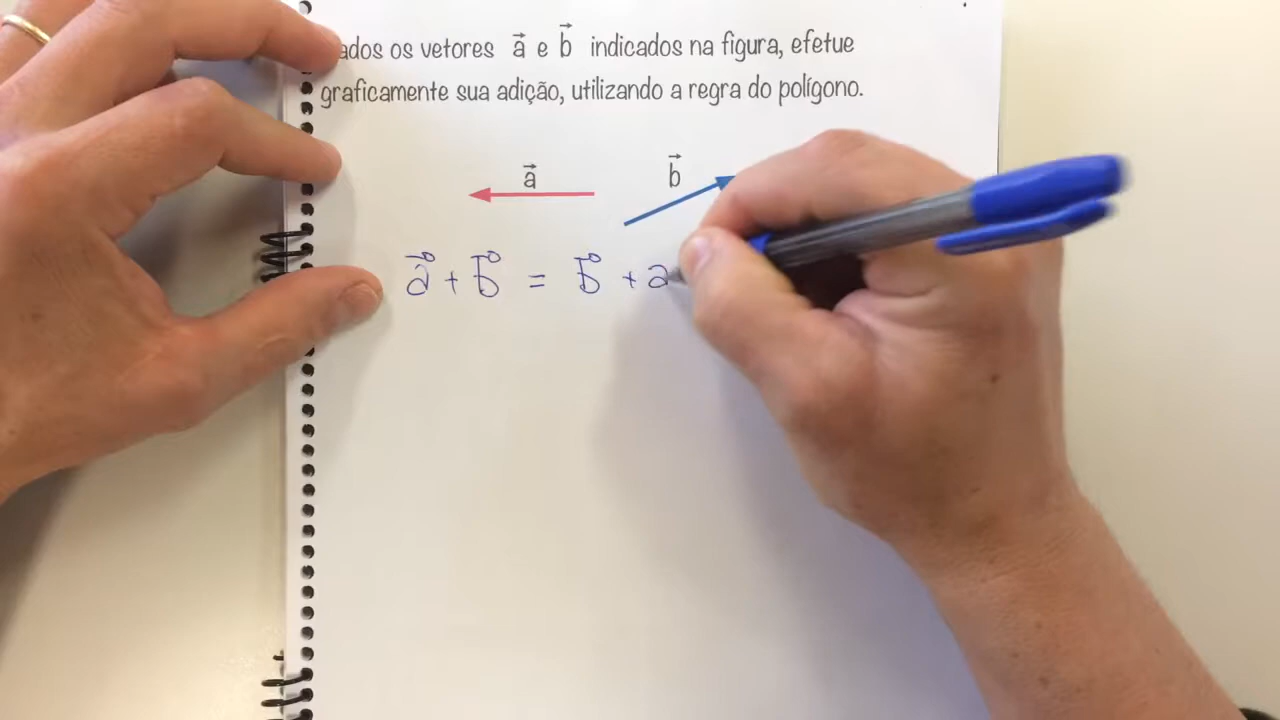 ados os vetores a⃗ e b⃗ indicados na figura, efetue
graficamente sua adição, utilizando a regra do polígono.
a⃗ b⃗
a⃗ + b⃗ = b⃗ + a